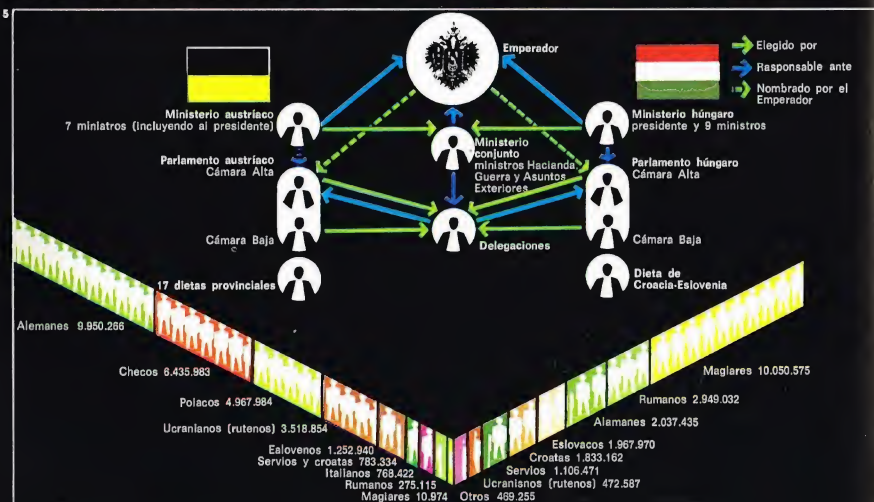 5
Emperador
Elegido por
Responsable ante
Nombrado por el
Emperador
Ministerio austríaco
7 miniatros (incluyendo al presidente)
Ministerio húngaro
presidente y 9 ministros
Ministerio
conjunto
ministros Hacienda,
Guerra y Asuntos
Exteriores
Parlamento austríaco
Cámara Alta
Parlamento húngaro
Cámara Alta
Cámara Baja
Delegaciones
Cámara Baja
17 dietas provinciales
Dieta de
Croacia-Eslovenia
Alemanes 9.950.266
Checos 6.435.983
Polacos 4.967.984
Ucranianos (rutenos) 3.518.854
Ealovenos 1.252.940
Servios y croatas 783.334
Italianos 768.422
Rumanos 275.115
Magiares 10.974
Magiares 10.050.575
Rumanos 2.949.032
Alamanes 2.037.435
Eslovacos 1.967.970
Croatas 1.833.162
Servios 1.106.471
Ucranianos (rutenos) 472.587
Otros 469.255